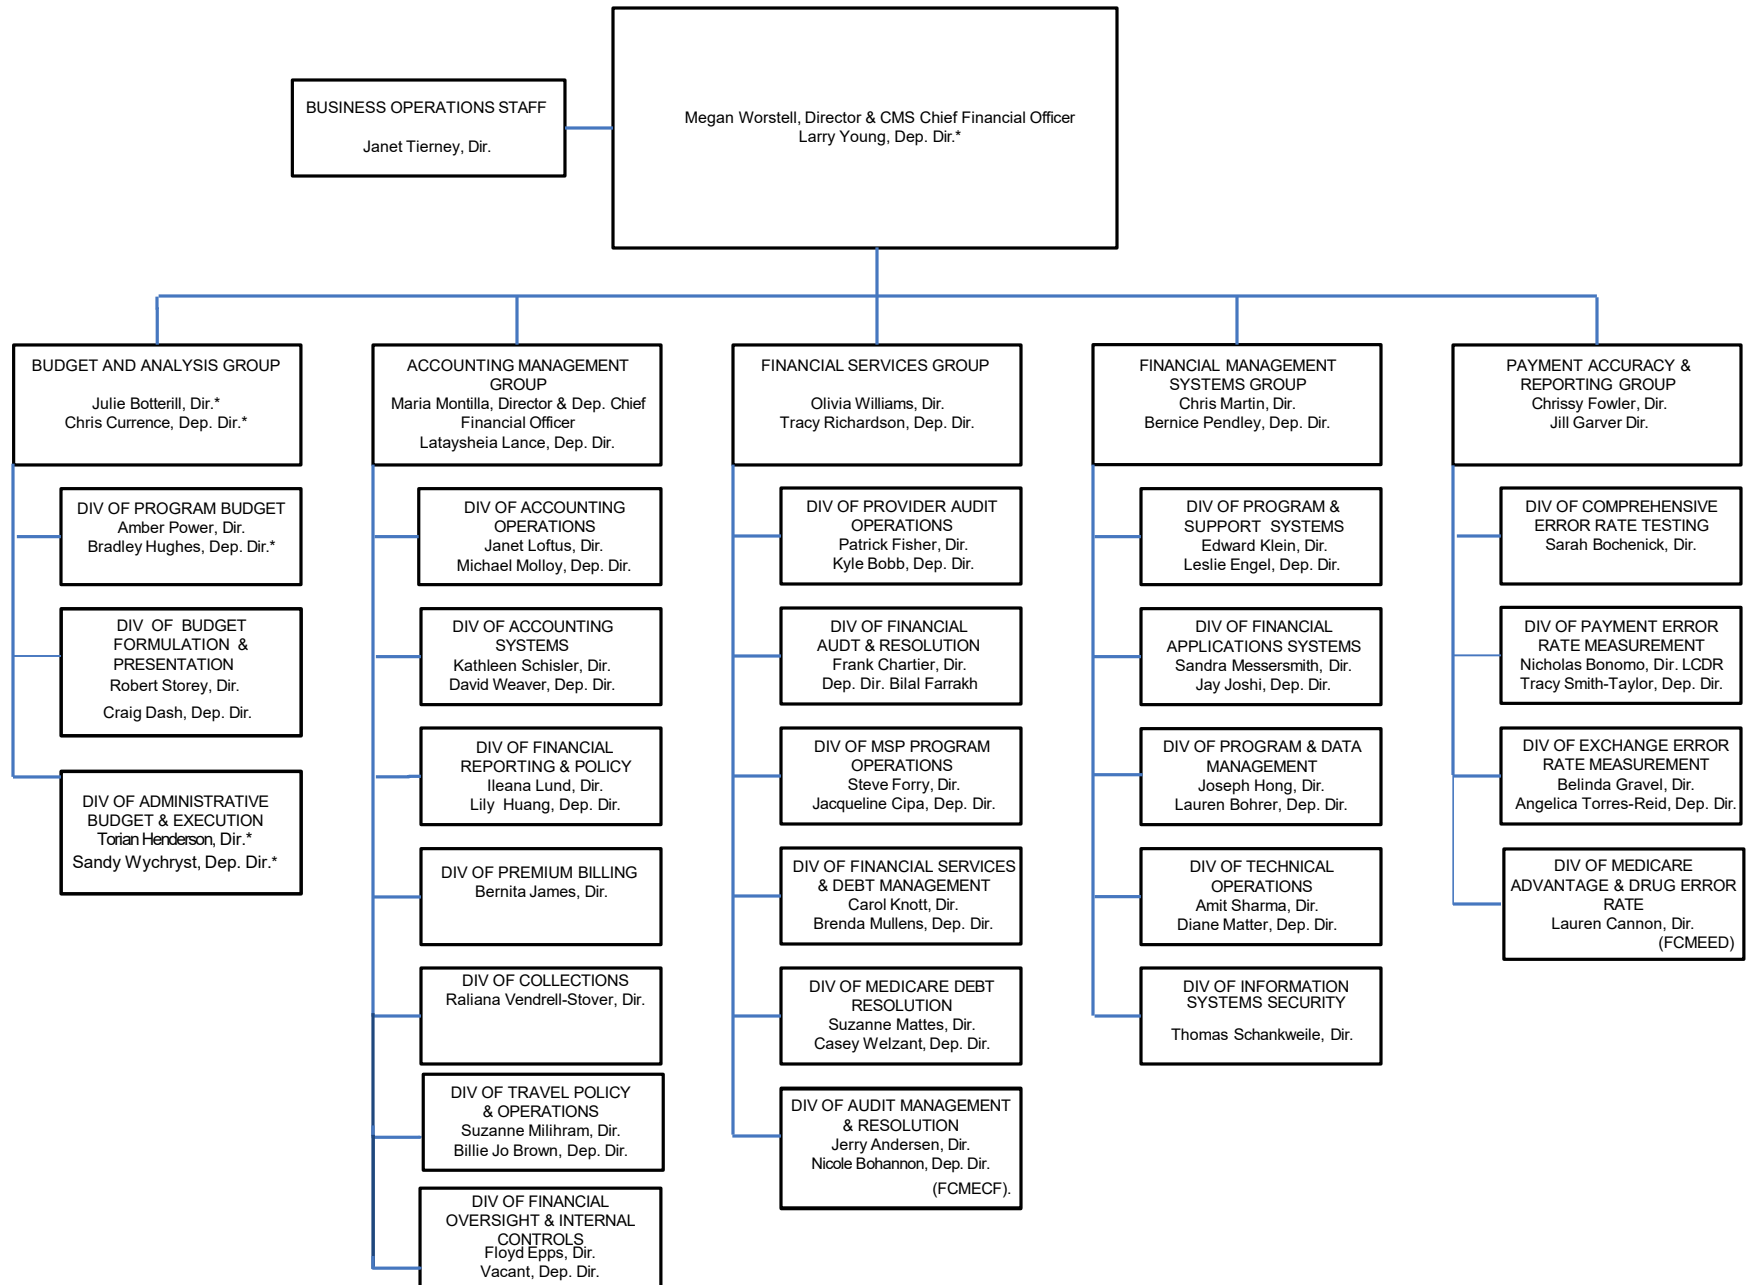 BUSINESS OPERATIONS STAFF
Janet Tierney, Dir.
Megan Worstell, Director & CMS Chief Financial Officer
Larry Young, Dep. Dir.*
BUDGET AND ANALYSIS GROUP
Julie Botterill, Dir.*
Chris Currence, Dep. Dir.*
DIV OF PROGRAM BUDGET
Amber Power, Dir.
Bradley Hughes, Dep. Dir.*
DIV OF BUDGET
FORMULATION &
PRESENTATION
Robert Storey, Dir.
Craig Dash, Dep. Dir.
DIV OF ADMINISTRATIVE
BUDGET & EXECUTION
Torian Henderson, Dir.*
Sandy Wychryst, Dep. Dir.*
ACCOUNTING MANAGEMENT
GROUP
Maria Montilla, Director & Dep. Chief
Financial Officer
Lataysheia Lance, Dep. Dir.
DIV OF ACCOUNTING
OPERATIONS
Janet Loftus, Dir.
Michael Molloy, Dep. Dir.
DIV OF ACCOUNTING
SYSTEMS
Kathleen Schisler, Dir.
David Weaver, Dep. Dir.
DIV OF FINANCIAL
REPORTING & POLICY
Ileana Lund, Dir.
Lily Huang, Dep. Dir.
DIV OF PREMIUM BILLING
Bernita James, Dir.
DIV OF COLLECTIONS
Raliana Vendrell-Stover, Dir.
DIV OF TRAVEL POLICY
& OPERATIONS
Suzanne Milihram, Dir.
Billie Jo Brown, Dep. Dir.
DIV OF FINANCIAL
OVERSIGHT & INTERNAL
CONTROLS
Floyd Epps, Dir.
Vacant, Dep. Dir.
FINANCIAL SERVICES GROUP
Olivia Williams, Dir.
Tracy Richardson, Dep. Dir.
DIV OF PROVIDER AUDIT
OPERATIONS
Patrick Fisher, Dir.
Kyle Bobb, Dep. Dir.
DIV OF FINANCIAL
AUDT & RESOLUTION
Frank Chartier, Dir.
Dep. Dir. Bilal Farrakh
DIV OF MSP PROGRAM
OPERATIONS
Steve Forry, Dir.
Jacqueline Cipa, Dep. Dir.
DIV OF FINANCIAL SERVICES
& DEBT MANAGEMENT
Carol Knott, Dir.
Brenda Mullens, Dep. Dir.
DIV OF MEDICARE DEBT
RESOLUTION
Suzanne Mattes, Dir.
Casey Welzant, Dep. Dir.
DIV OF AUDIT MANAGEMENT
& RESOLUTION
Jerry Andersen, Dir.
Nicole Bohannon, Dep. Dir.
(FCMECF).
FINANCIAL MANAGEMENT
SYSTEMS GROUP
Chris Martin, Dir.
Bernice Pendley, Dep. Dir.
DIV OF PROGRAM &
SUPPORT SYSTEMS
Edward Klein, Dir.
Leslie Engel, Dep. Dir.
DIV OF FINANCIAL
APPLICATIONS SYSTEMS
Sandra Messersmith, Dir.
Jay Joshi, Dep. Dir.
DIV OF PROGRAM & DATA
MANAGEMENT
Joseph Hong, Dir.
Lauren Bohrer, Dep. Dir.
DIV OF TECHNICAL
OPERATIONS
Amit Sharma, Dir.
Diane Matter, Dep. Dir.
DIV OF INFORMATION
SYSTEMS SECURITY
Thomas Schankweile, Dir.
PAYMENT ACCURACY &
REPORTING GROUP
Chrissy Fowler, Dir.
Jill Garver Dir.
DIV OF COMPREHENSIVE
ERROR RATE TESTING
Sarah Bochenick, Dir.
DIV OF PAYMENT ERROR
RATE MEASUREMENT
Nicholas Bonomo, Dir. LCDR
Tracy Smith-Taylor, Dep. Dir.
DIV OF EXCHANGE ERROR
RATE MEASUREMENT
Belinda Gravel, Dir.
Angelica Torres-Reid, Dep. Dir.
DIV OF MEDICARE
ADVANTAGE & DRUG ERROR
RATE
Lauren Cannon, Dir.
(FCMEED)